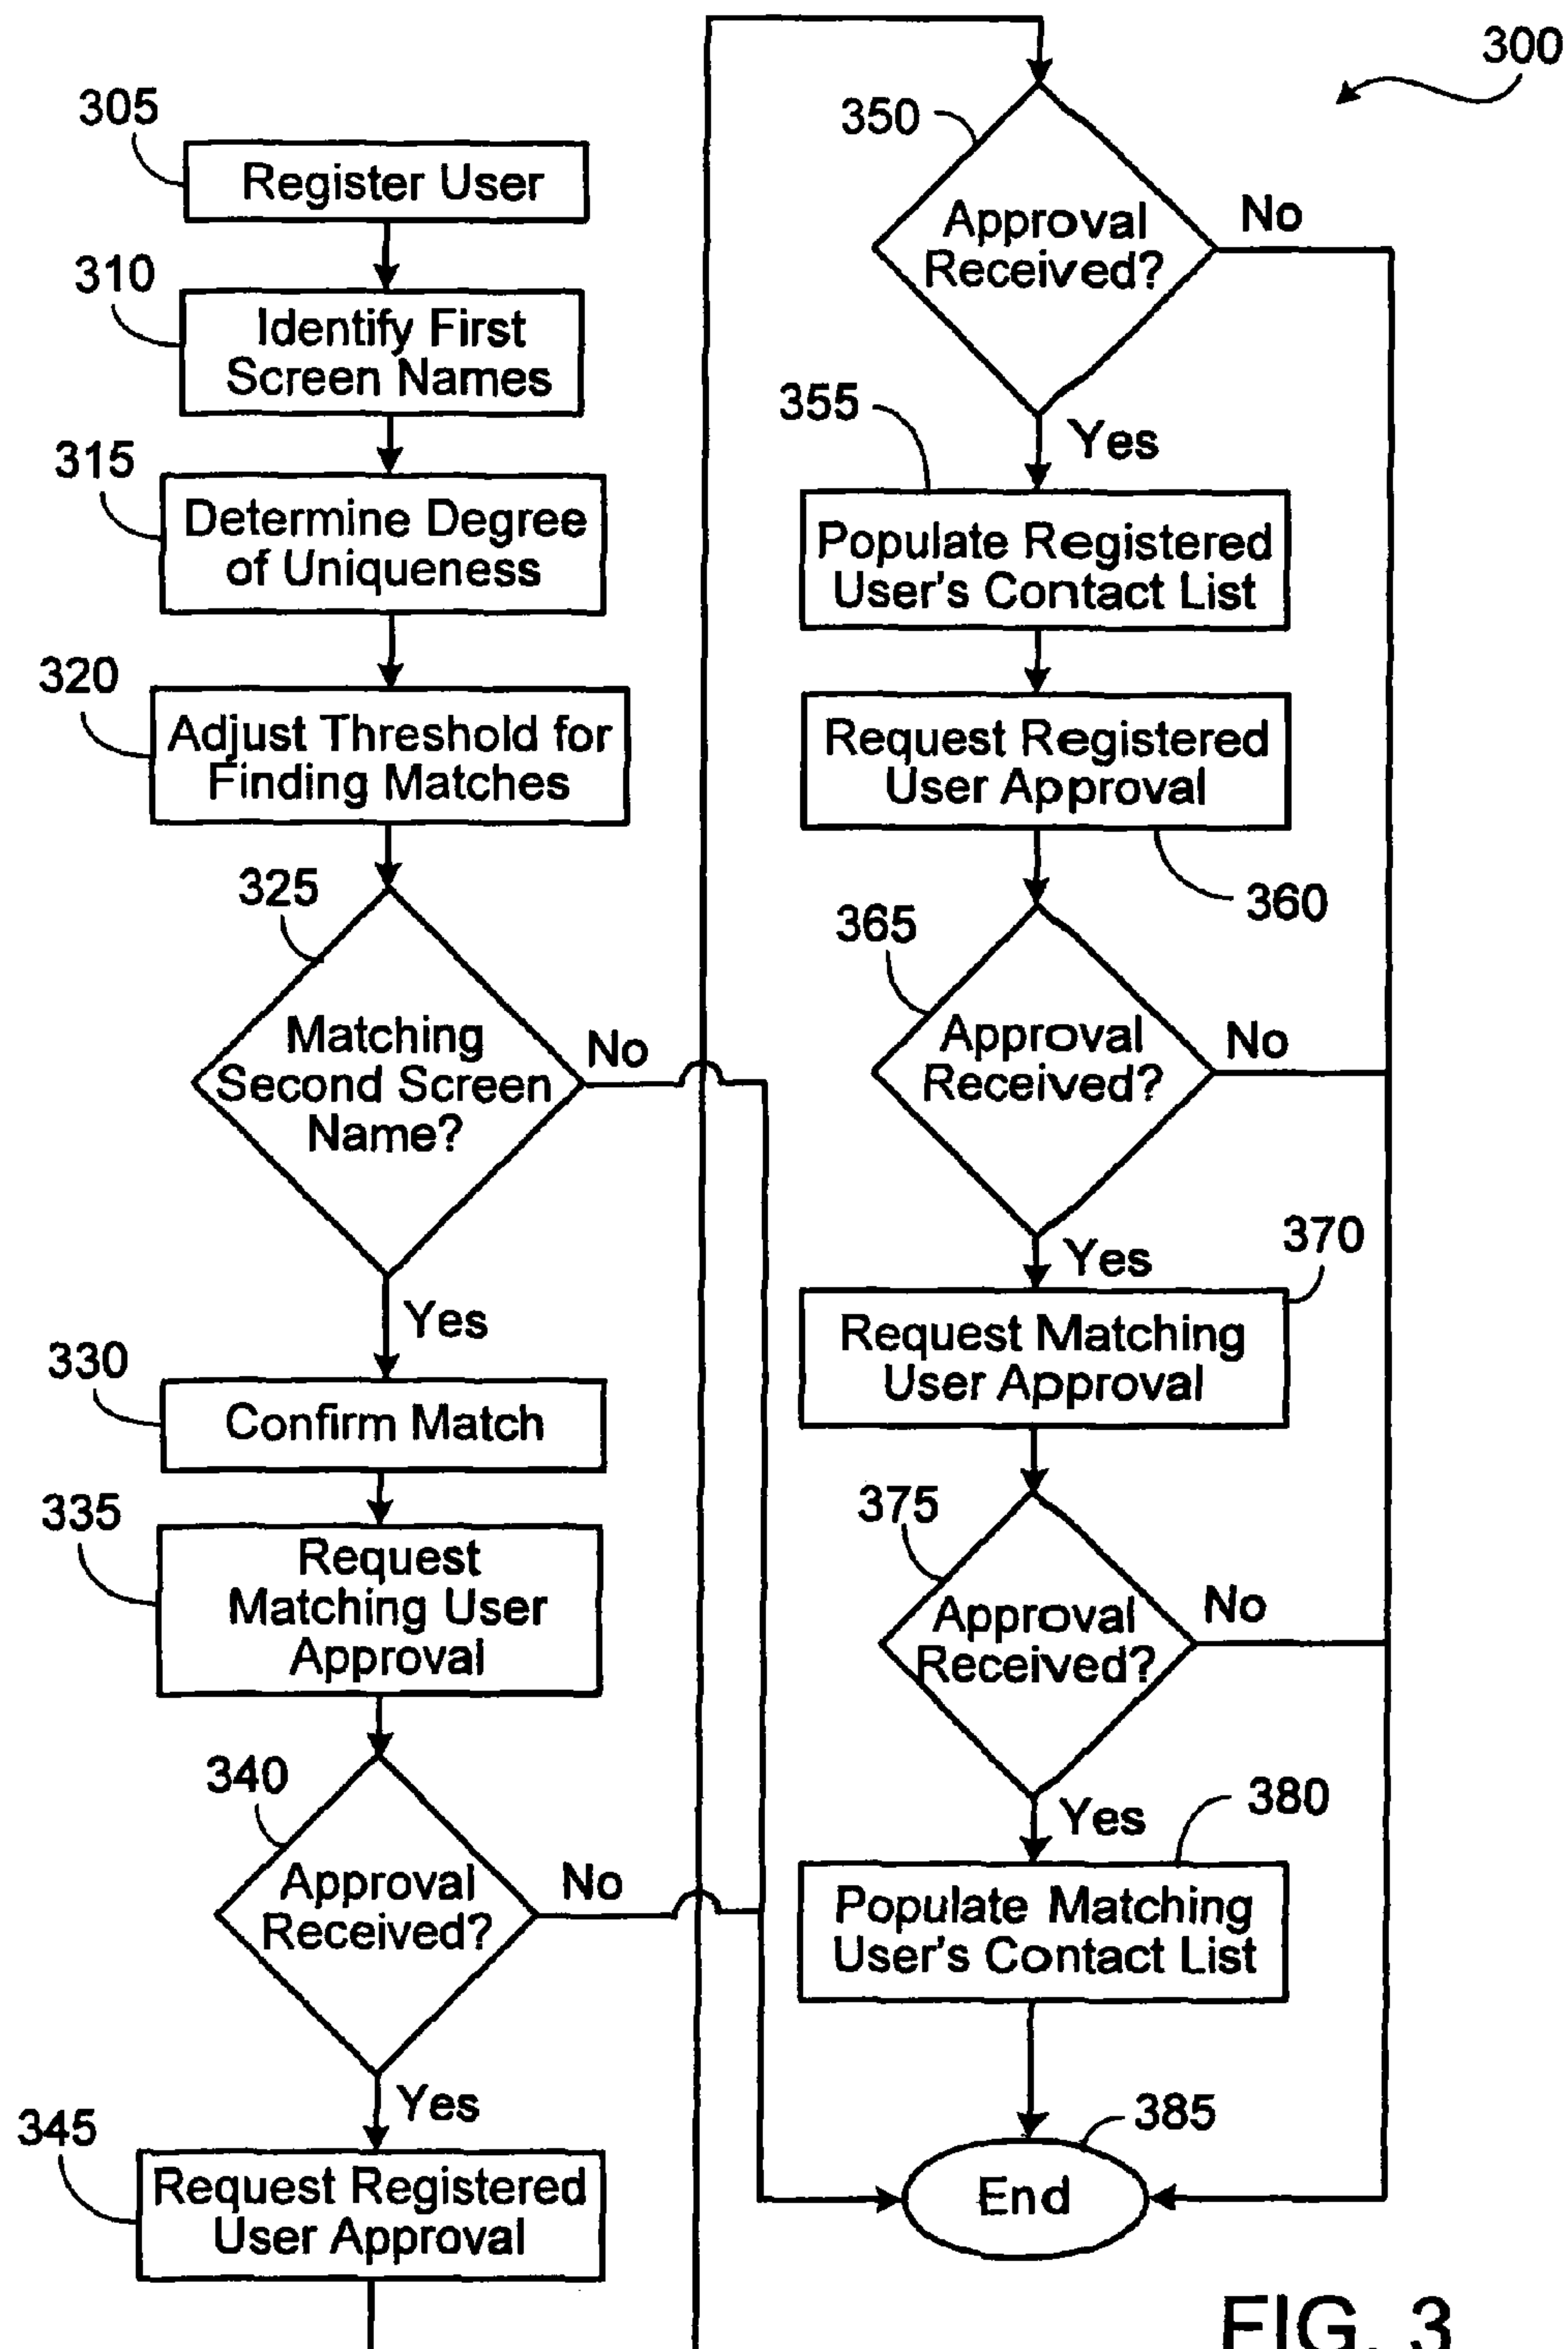 300
305
Register User
310
Identify First
Screen Names
315
Determine Degree
of Uniqueness
320
Adjust Threshold for
Finding Matches
325
Matching
Second Screen
Name?
No
Yes
330
Confirm Match
335
Request
Matching User
Approval
340
Approval
Received?
No
Yes
345
Request Registered
User Approval
350
Approval
Received?
No
Yes
355
Populate Registered
User's Contact List
Request Registered
User Approval
360
365
Approval
Received?
No
Yes
370
Request Matching
User Approval
375
Approval
Received?
No
Yes
380
Populate Matching
User's Contact List
385
End
FIG. 3